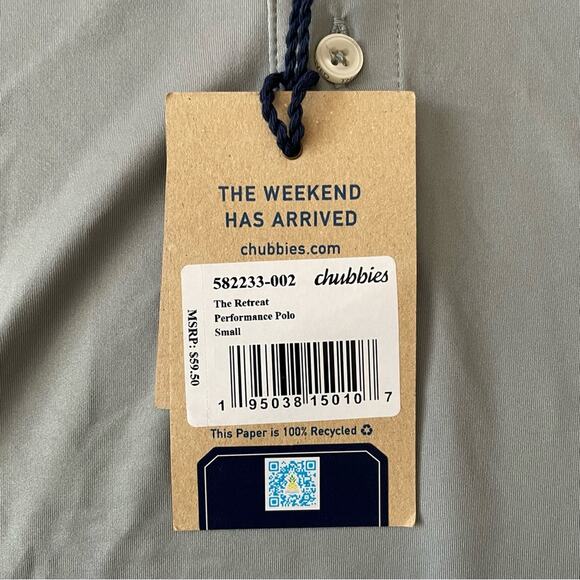 THE WEEKEND
HAS ARRIVED
chubbies.com
582233-002 chubbies
The Retreat
Performance Polo
Small
MSRP: $59.50
1 95038 15010 7
This Paper is 100% Recycled